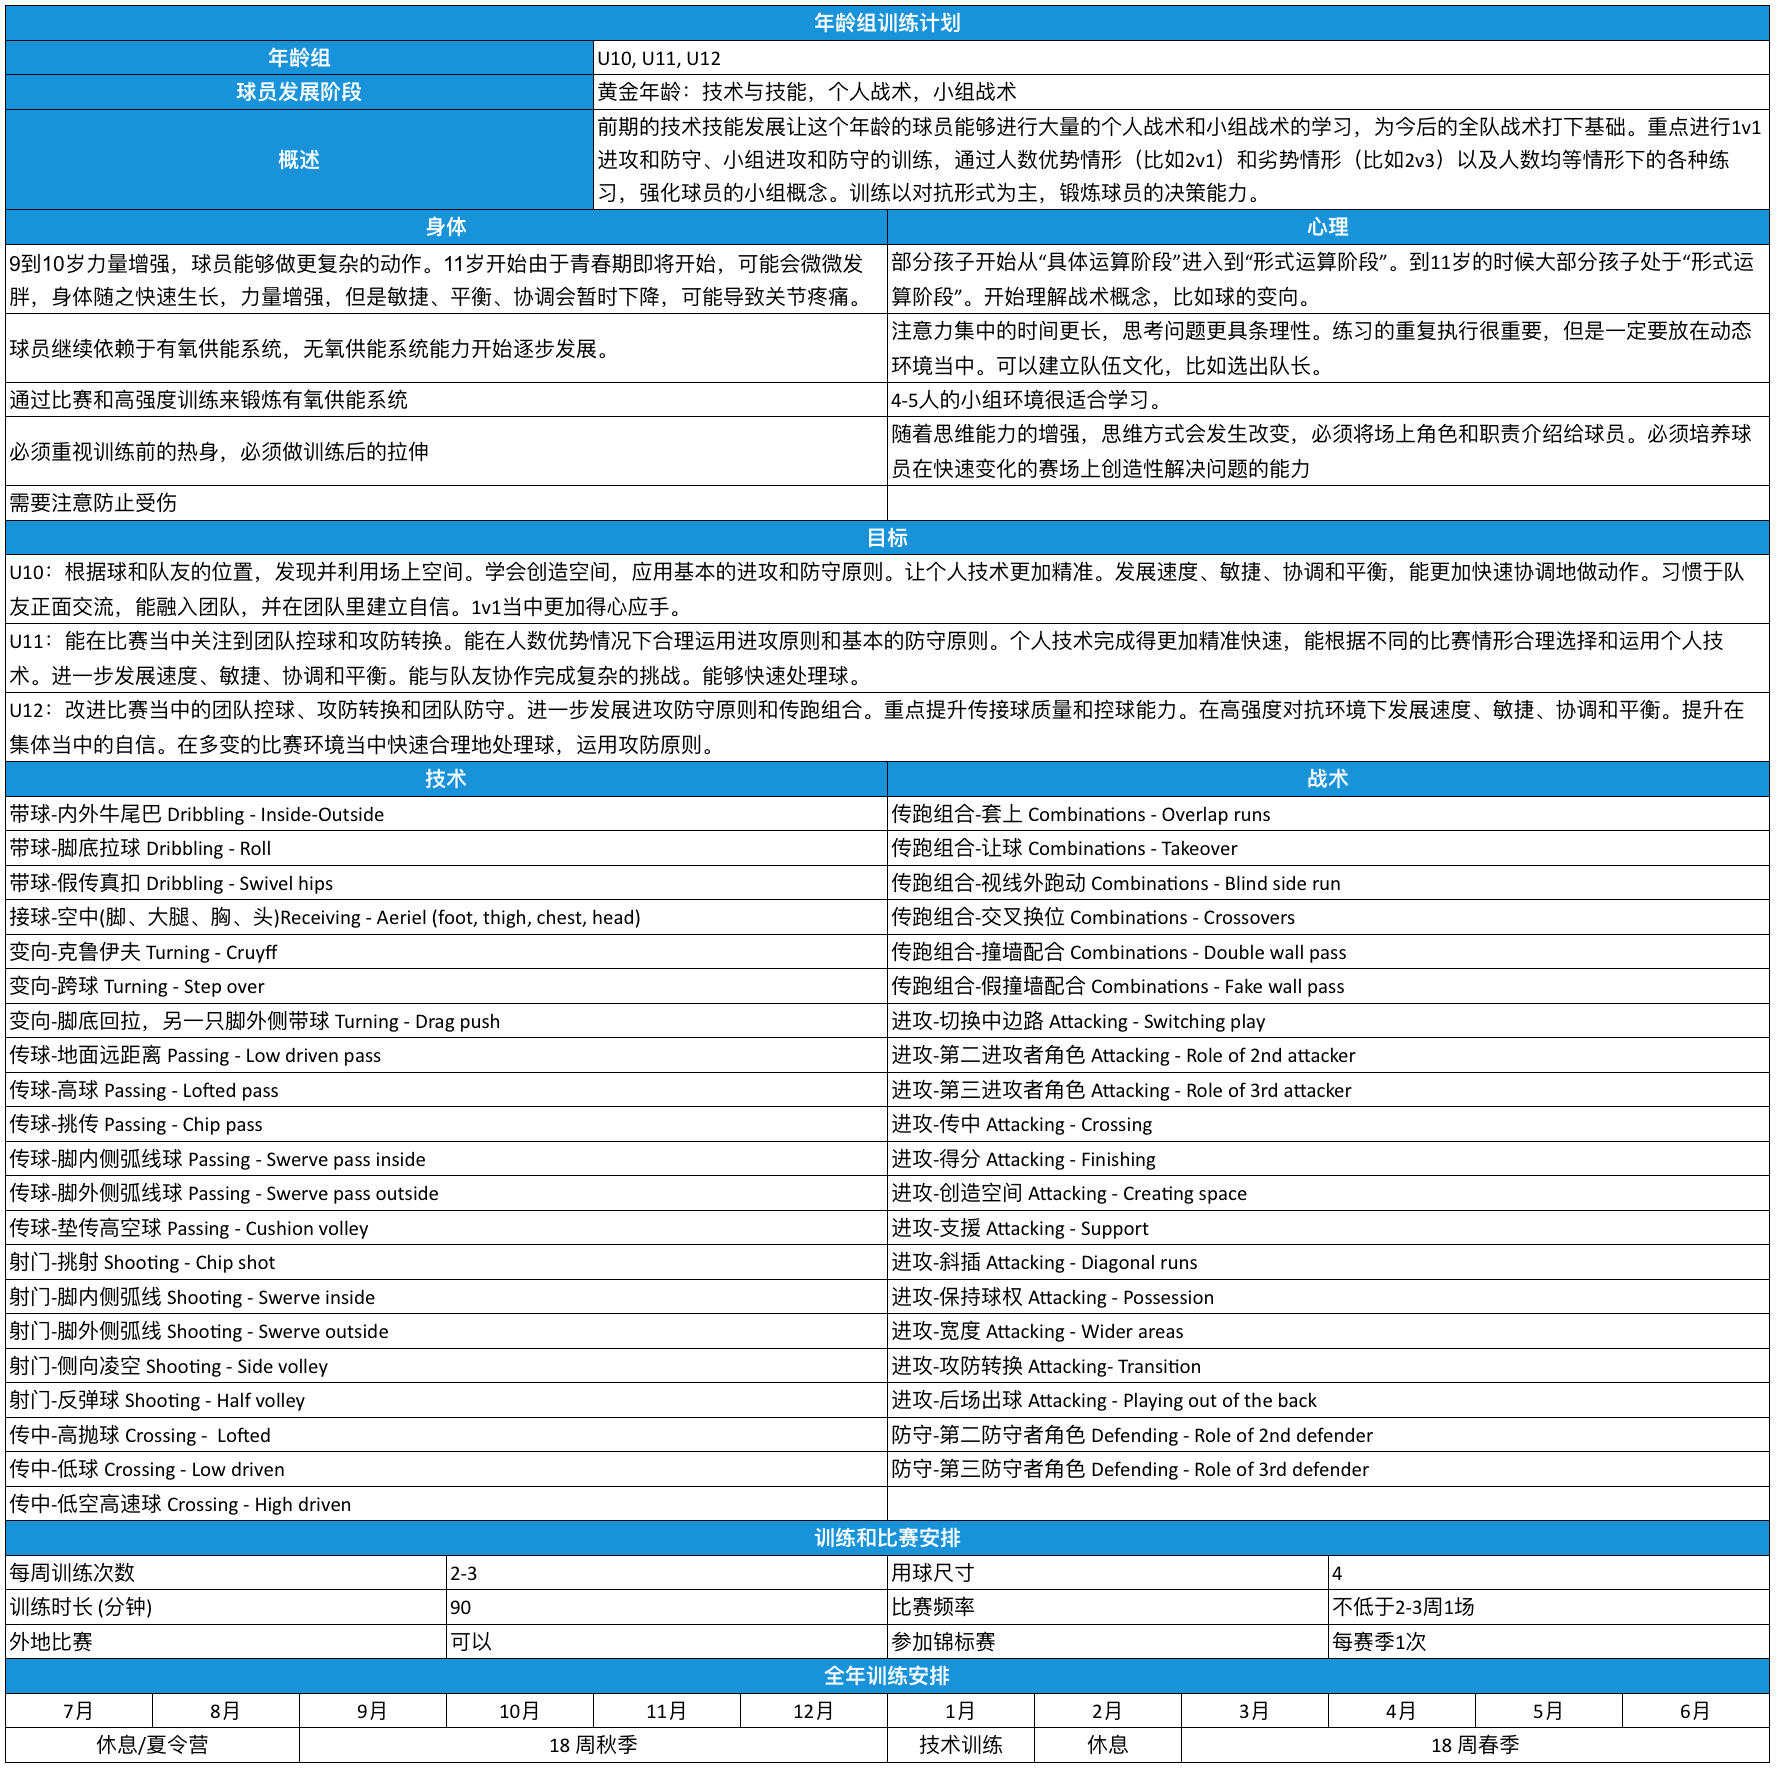 年龄组训练计划
年龄组
U10, U11, U12
球员发展阶段
黄金年龄：技术与技能，个人战术，小组战术
概述
前期的技术技能发展让这个年龄的球员能够进行大量的个人战术和小组战术的学习，为今后的全队战术打下基础。重点进行1v1
进攻和防守、小组进攻和防守的训练，通过人数优势情形（比如2v1）和劣势情形（比如2v3）以及人数均等情形下的各种练
习，强化球员的小组概念。训练以对抗形式为主，锻炼球员的决策能力。
身体
心理
9到10岁力量增强，球员能够做更复杂的动作。11岁开始由于青春期即将开始，可能会微微发
胖，身体随之快速生长，力量增强，但是敏捷、平衡、协调会暂时下降，可能导致关节疼痛。
部分孩子开始从“具体运算阶段”进入到“形式运算阶段”。到11岁的时候大部分孩子处于“形式运
算阶段”。开始理解战术概念，比如球的变向。
球员继续依赖于有氧供能系统，无氧供能系统能力开始逐步发展。
注意力集中的时间更长，思考问题更具条理性。练习的重复执行很重要，但是一定要放在动态
环境当中。可以建立队伍文化，比如选出队长。
通过比赛和高强度训练来锻炼有氧供能系统
4-5人的小组环境很适合学习。
必须重视训练前的热身，必须做训练后的拉伸
随着思维能力的增强，思维方式会发生改变，必须将场上角色和职责介绍给球员。必须培养球
员在快速变化的赛场上创造性解决问题的能力
需要注意防止受伤
目标
U10：根据球和队友的位置，发现并利用场上空间。学会创造空间，应用基本的进攻和防守原则。让个人技术更加精准。发展速度、敏捷、协调和平衡，能更加快速协调地做动作。习惯于队
友正面交流，能融入团队，并在团队里建立自信。1v1当中更加得心应手。
U11：能在比赛当中关注到团队控球和攻防转换。能在人数优势情况下合理运用进攻原则和基本的防守原则。个人技术完成得更加精准快速，能根据不同的比赛情形合理选择和运用个人技
术。进一步发展速度、敏捷、协调和平衡。能与队友协作完成复杂的挑战。能够快速处理球。
U12：改进比赛当中的团队控球、攻防转换和团队防守。进一步发展进攻防守原则和传跑组合。重点提升传接球质量和控球能力。在高强度对抗环境下发展速度、敏捷、协调和平衡。提升在
集体当中的自信。在多变的比赛环境当中快速合理地处理球，运用攻防原则。
技术
战术
带球-内外牛尾巴 Dribbling - Inside-Outside
传跑组合-套上 Combinations - Overlap runs
带球-脚底拉球 Dribbling - Roll
传跑组合-让球 Combinations - Takeover
带球-假传真扣 Dribbling - Swivel hips
传跑组合-视线外跑动 Combinations - Blind side run
接球-空中(脚、大腿、胸、头)Receiving - Aeriel (foot, thigh, chest, head)
传跑组合-交叉换位 Combinations - Crossovers
变向-克鲁伊夫 Turning - Cruyff
传跑组合-撞墙配合 Combinations - Double wall pass
变向-跨球 Turning - Step over
传跑组合-假撞墙配合 Combinations - Fake wall pass
变向-脚底回拉，另一只脚外侧带球 Turning - Drag push
进攻-切换中边路 Attacking - Switching play
传球-地面远距离 Passing - Low driven pass
进攻-第二进攻者角色 Attacking - Role of 2nd attacker
传球-高球 Passing - Lofted pass
进攻-第三进攻者角色 Attacking - Role of 3rd attacker
传球-挑传 Passing - Chip pass
进攻-传中 Attacking - Crossing
传球-脚内侧弧线球 Passing - Swerve pass inside
进攻-得分 Attacking - Finishing
传球-脚外侧弧线球 Passing - Swerve pass outside
进攻-创造空间 Attacking - Creating space
传球-垫传高空球 Passing - Cushion volley
进攻-支援 Attacking - Support
射门-挑射 Shooting - Chip shot
进攻-斜插 Attacking - Diagonal runs
射门-脚内侧弧线 Shooting - Swerve inside
进攻-保持球权 Attacking - Possession
射门-脚外侧弧线 Shooting - Swerve outside
进攻-宽度 Attacking - Wider areas
射门-侧向凌空 Shooting - Side volley
进攻-攻防转换 Attacking- Transition
射门-反弹球 Shooting - Half volley
进攻-后场出球 Attacking - Playing out of the back
传中-高抛球 Crossing -  Lofted
防守-第二防守者角色 Defending - Role of 2nd defender
传中-低球 Crossing - Low driven
防守-第三防守者角色 Defending - Role of 3rd defender
传中-低空高速球 Crossing - High driven
训练和比赛安排
每周训练次数
2-3
用球尺寸
4
训练时长 (分钟)
90
比赛频率
不低于2-3周1场
外地比赛
可以
参加锦标赛
每赛季1次
全年训练安排
7月
8月
9月
10月
11月
12月
1月
2月
3月
4月
5月
6月
休息/夏令营
18 周秋季
技术训练
休息
18 周春季